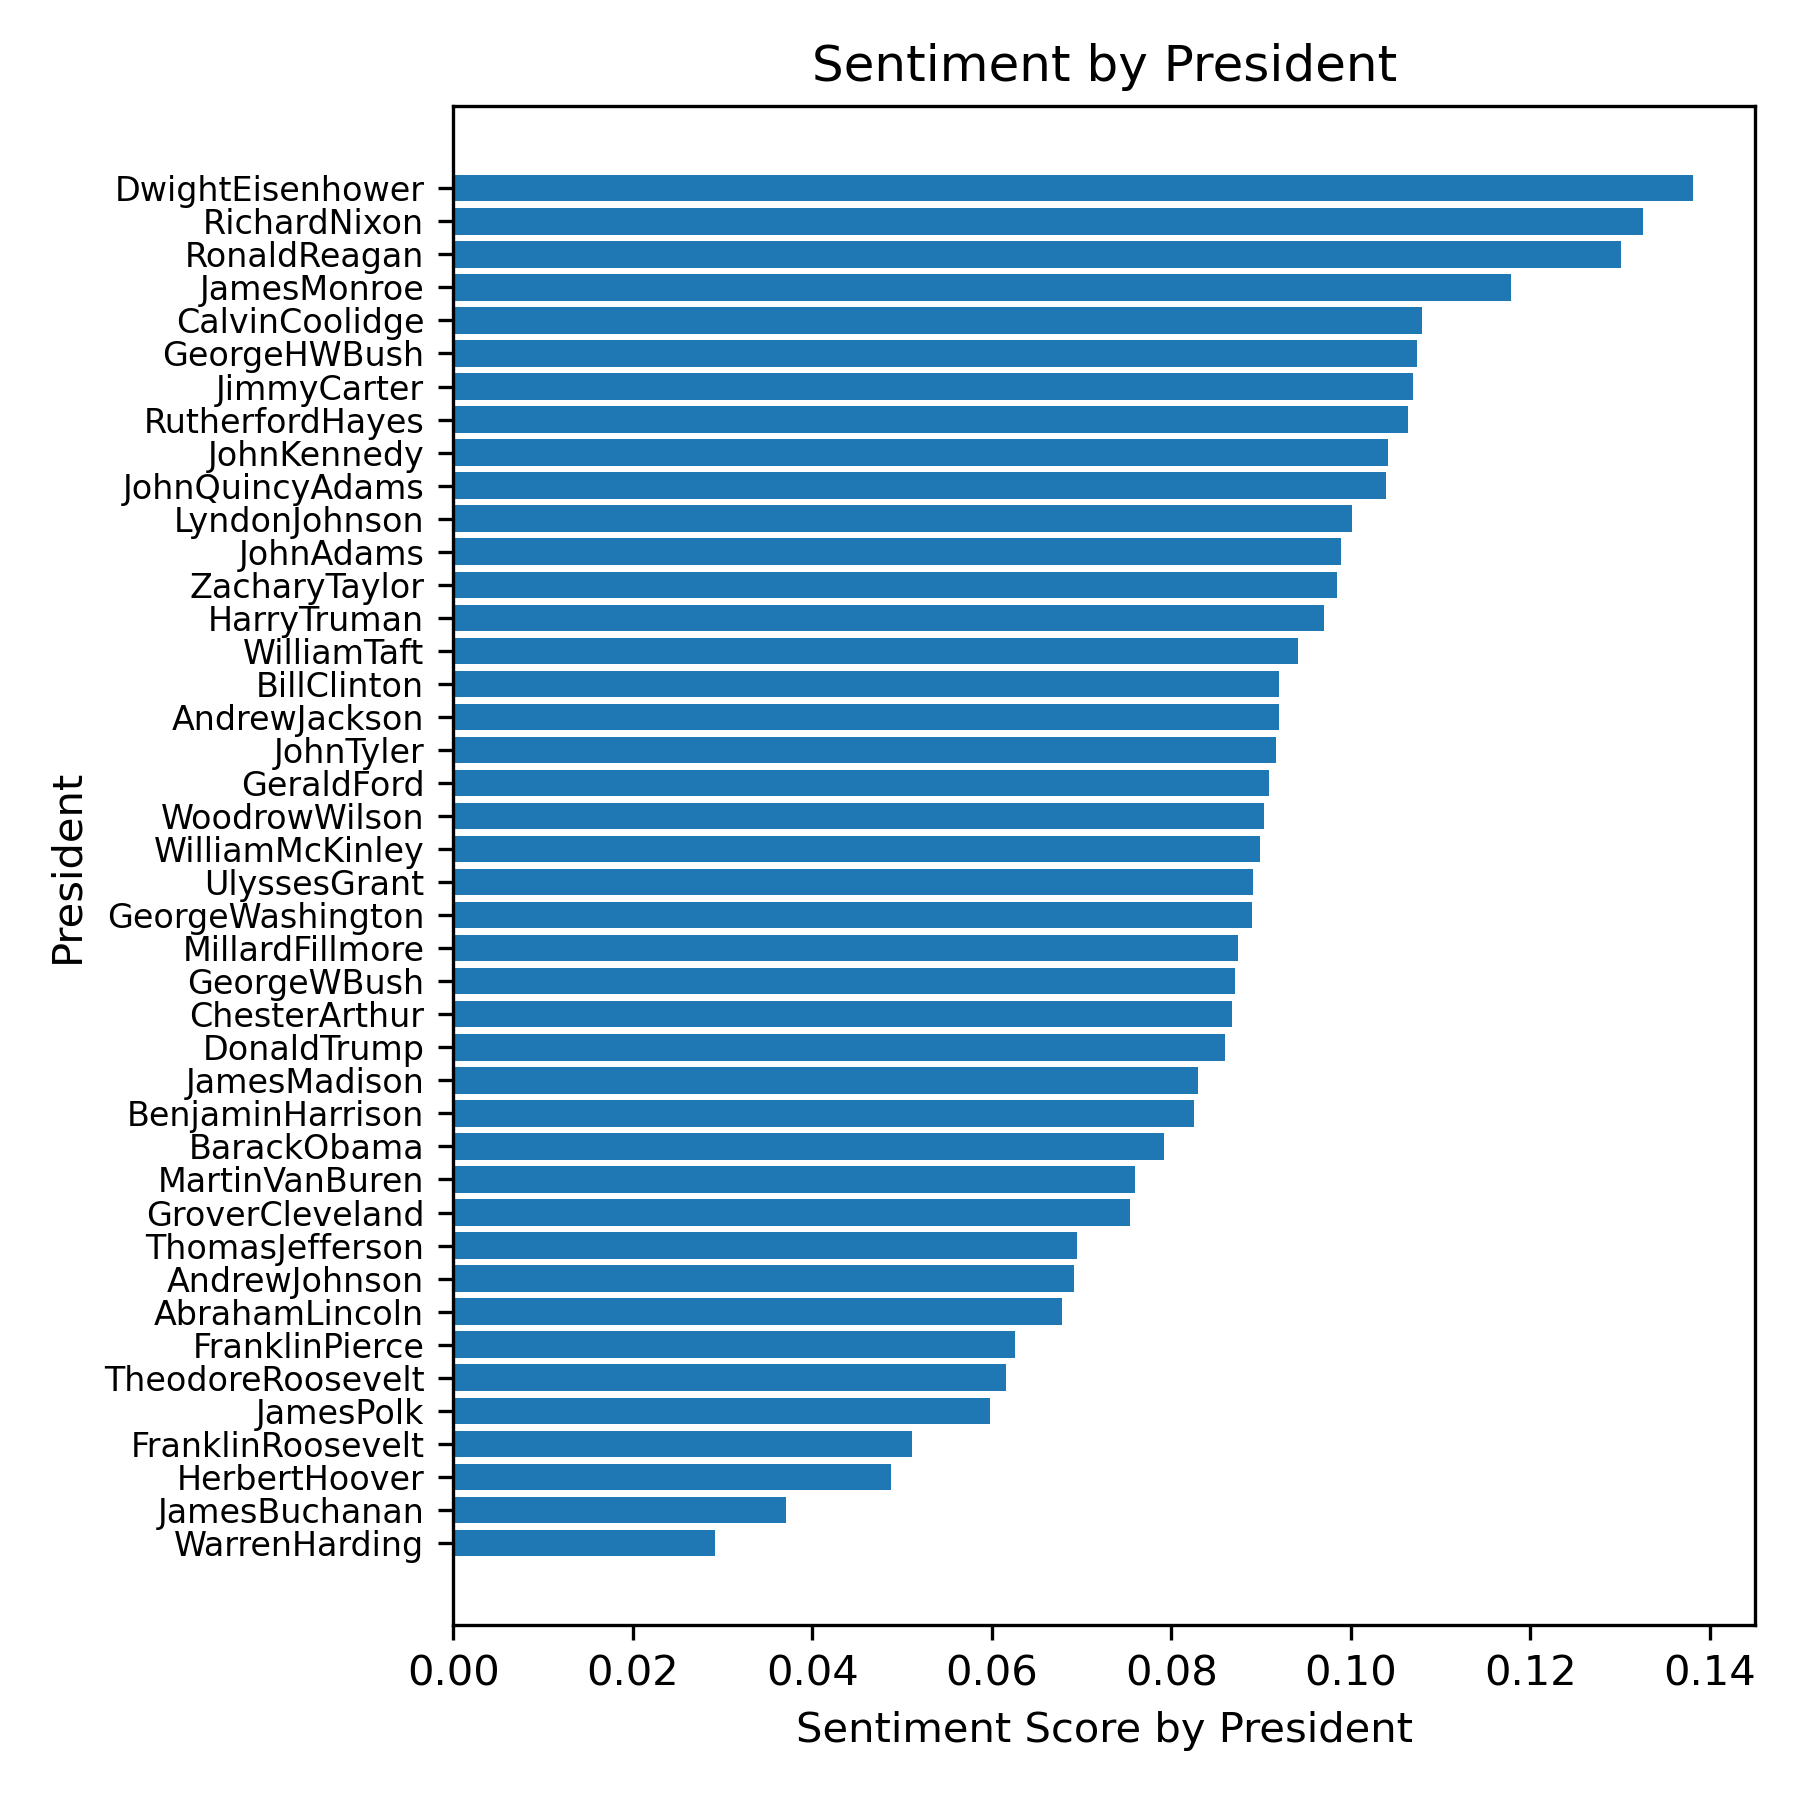 Sentiment by President
DwightEisenhower
RichardNixon
RonaldReagan
JamesMonroe
CalvinCoolidge
GeorgeHWBush
JimmyCarter
RutherfordHayes
JohnKennedy
JohnQuincyAdams
LyndonJohnson
JohnAdams
ZacharyTaylor
HarryTruman
WilliamTaft
BillClinton
AndrewJackson
JohnTyler
GeraldFord
WoodrowWilson
WilliamMcKinley
UlyssesGrant
GeorgeWashington
MillardFillmore
GeorgeWBush
ChesterArthur
DonaldTrump
JamesMadison
BenjaminHarrison
BarackObama
MartinVanBuren
GroverCleveland
ThomasJefferson
AndrewJohnson
AbrahamLincoln
FranklinPierce
TheodoreRoosevelt
JamesPolk
FranklinRoosevelt
HerbertHoover
JamesBuchanan
WarrenHarding
President
0.00 0.02 0.04 0.06 0.08 0.10 0.12 0.14
Sentiment Score by President